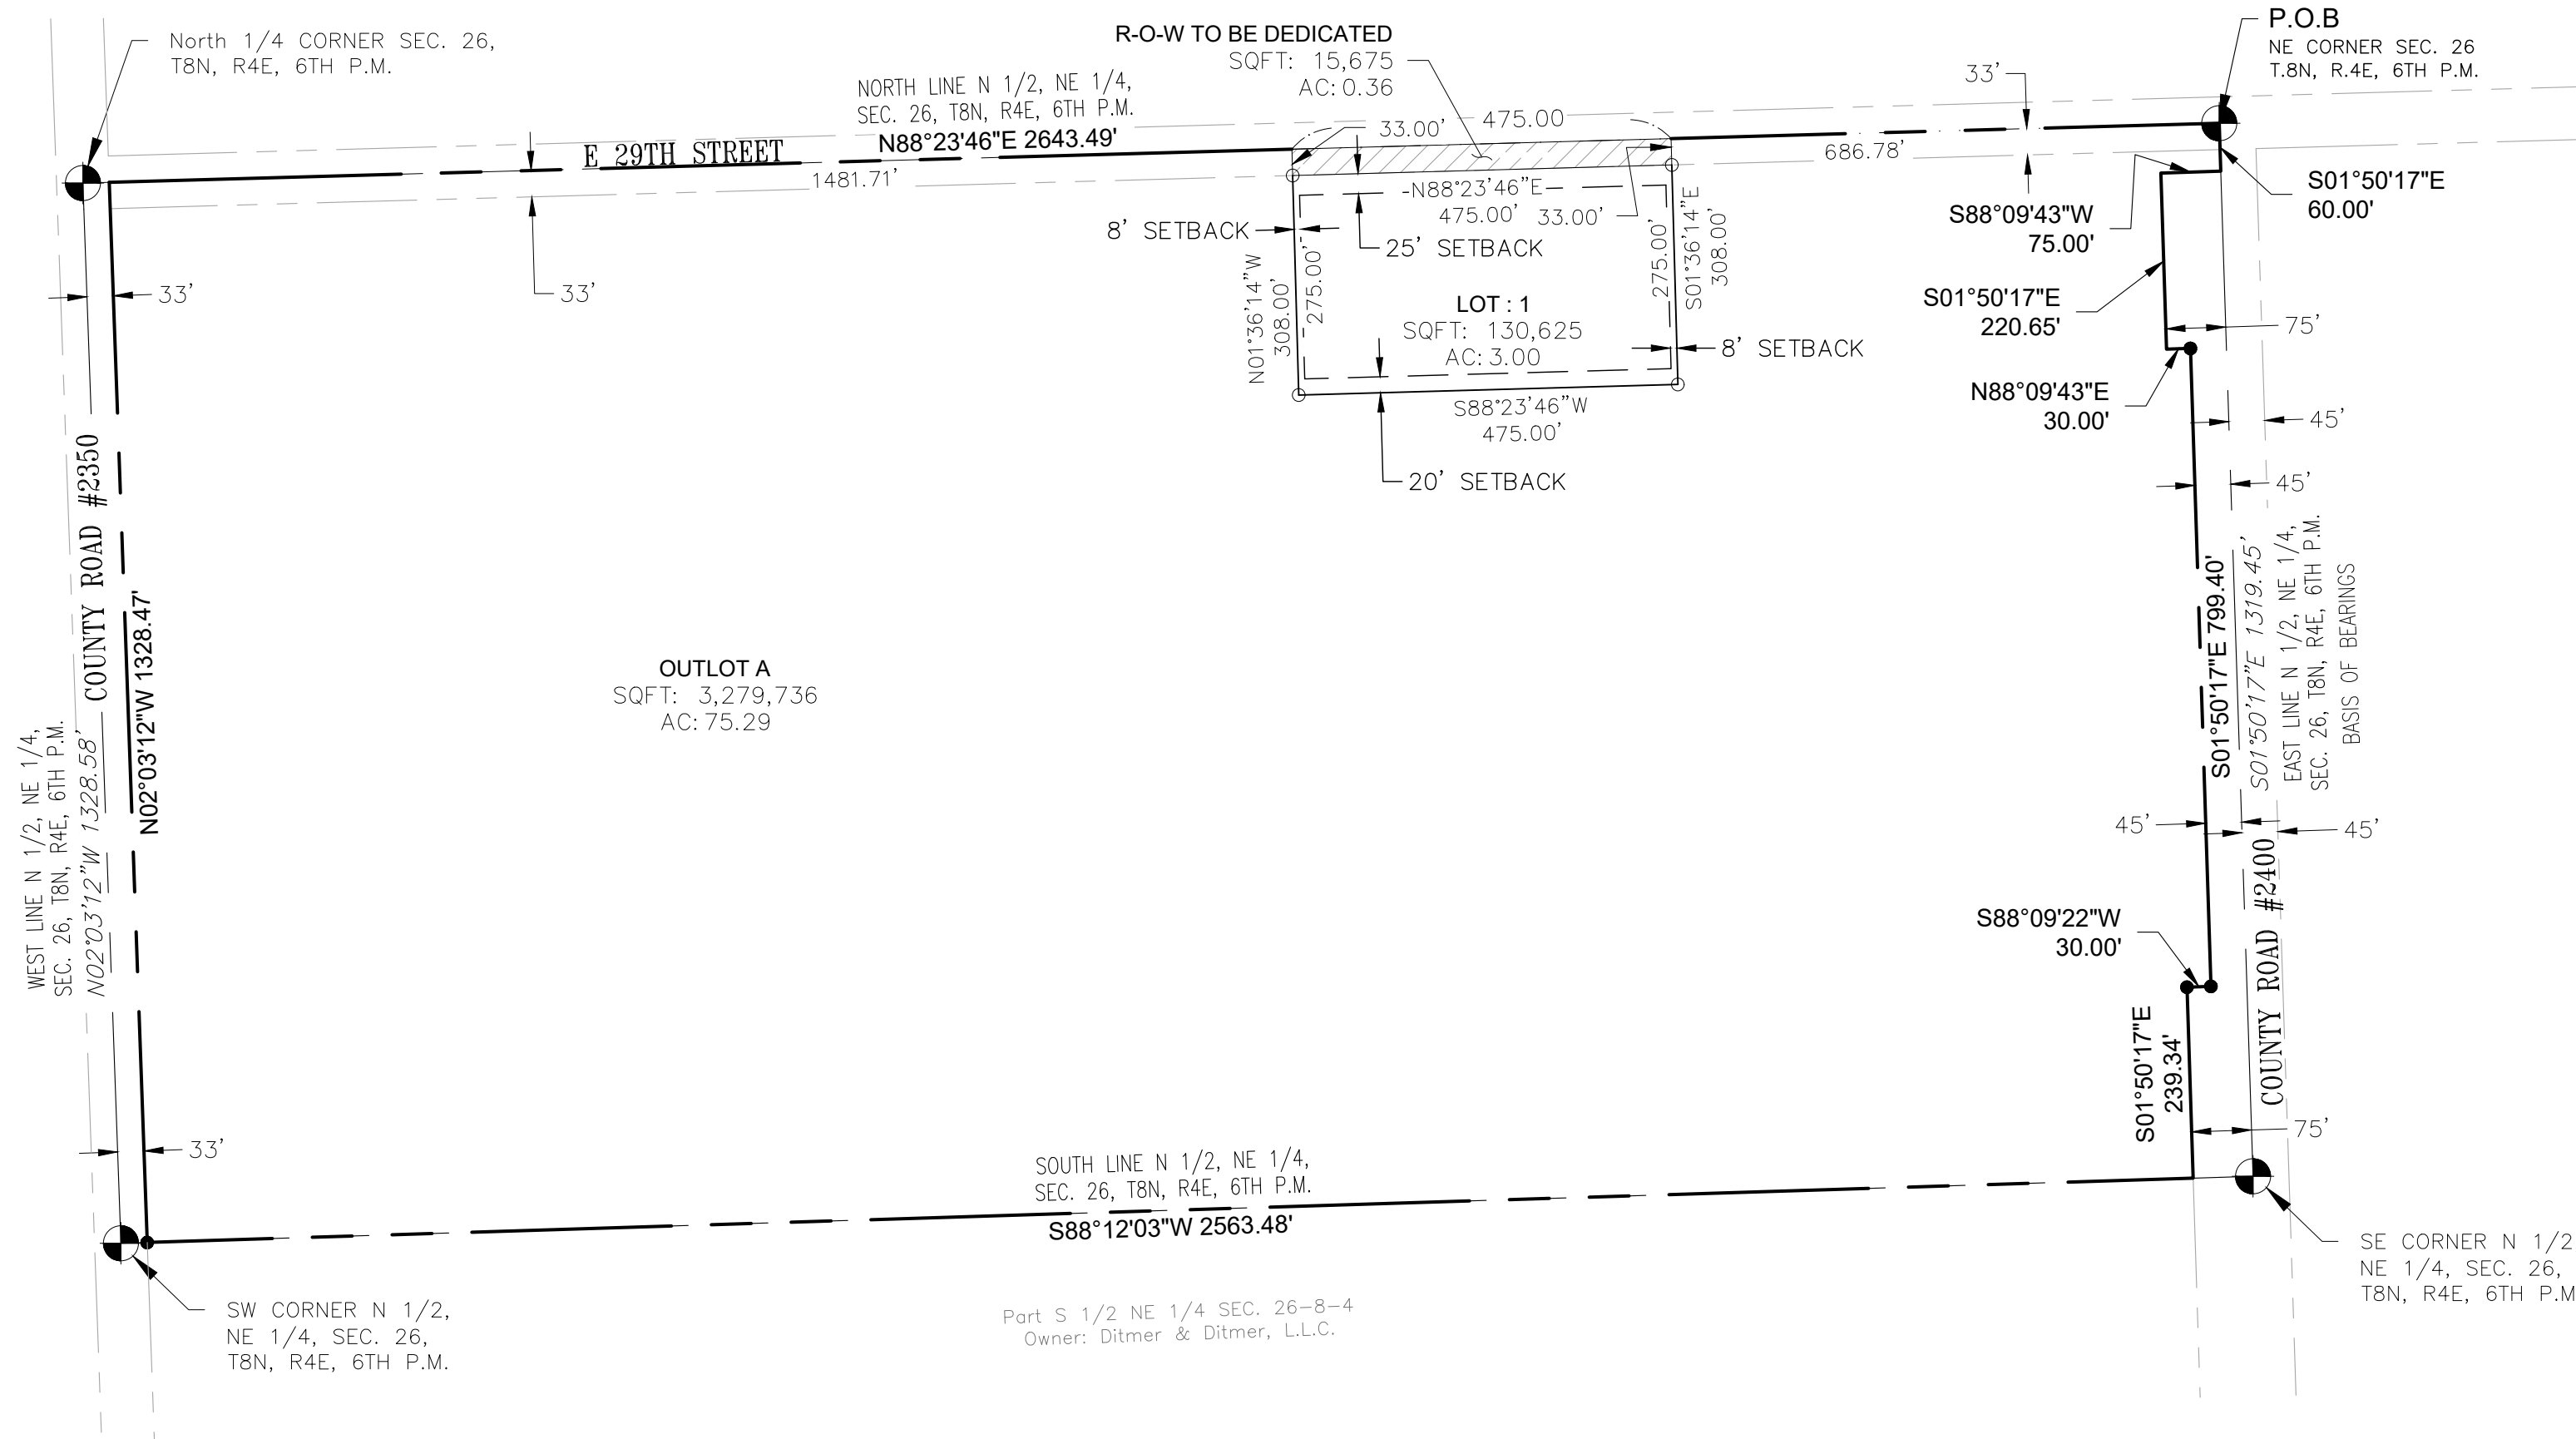 North 1/4 CORNER SEC. 26,
T8N, R4E, 6TH P.M.
NORTH LINE N 1/2, NE 1/4,
SEC. 26, T8N, R4E, 6TH P.M.
N88°23'46"E 2643.49'
E 29TH STREET
1481.71'
R-O-W TO BE DEDICATED
SQFT: 15,675
AC: 0.36
33.00'
475.00
33'
686.78'
P.O.B
NE CORNER SEC. 26
T.8N, R.4E, 6TH P.M.
S01°50'17"E
60.00'
S88°09'43"W
75.00'
S01°50'17"E
220.65'
75'
N88°09'43"E
30.00'
45'
45'
33'
33'
8' SETBACK
N88°23'46"E
475.00'
33.00'
25' SETBACK
N01°36'14"W
308.00'
275.00'
275.00'
S01°36'14"E
308.00'
LOT : 1
SQFT: 130,625
AC: 3.00
8' SETBACK
S88°23'46"W
475.00'
20' SETBACK
OUTLOT A
SQFT: 3,279,736
AC: 75.29
WEST LINE N 1/2, NE 1/4,
SEC. 26, T8N, R4E, 6TH P.M.
N02°03'12"W 1328.58'
COUNTY ROAD #2350
N02°03'12"W 1328.47'
S01°50'17"E 799.40'
S01°50'17"E 1319.45'
EAST LINE N 1/2, NE 1/4,
SEC. 26, T8N, R4E, 6TH P.M.
BASIS OF BEARINGS
45'
45'
COUNTY ROAD #2400
S88°09'22"W
30.00'
S01°50'17"E
239.34'
75'
33'
SOUTH LINE N 1/2, NE 1/4,
SEC. 26, T8N, R4E, 6TH P.M.
S88°12'03"W 2563.48'
SW CORNER N 1/2,
NE 1/4, SEC. 26,
T8N, R4E, 6TH P.M.
Part S 1/2 NE 1/4 SEC. 26-8-4
Owner: Ditmer & Ditmer, L.L.C.
SE CORNER N 1/2
NE 1/4, SEC. 26,
T8N, R4E, 6TH P.M